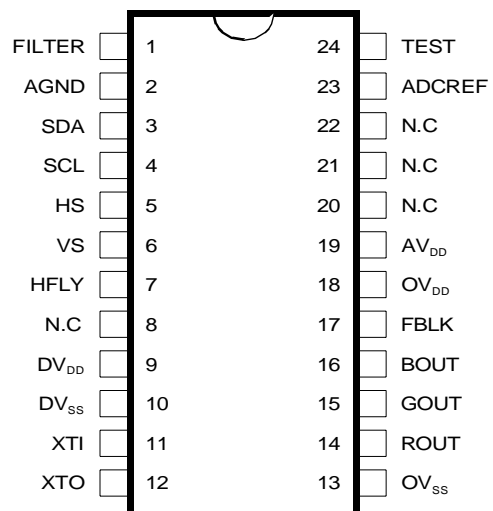 FILTER 1 24 TEST
AGND 2 23 ADCREF
SDA 3 22 N.C
SCL 4 21 N.C
HS 5 20 N.C
VS 6 19 AVDD
HFLY 7 18 OVDD
N.C 8 17 FBLK
DVDD 9 16 BOUT
DVSS 10 15 GOUT
XTI 11 14 ROUT
XTO 12 13 OVSS